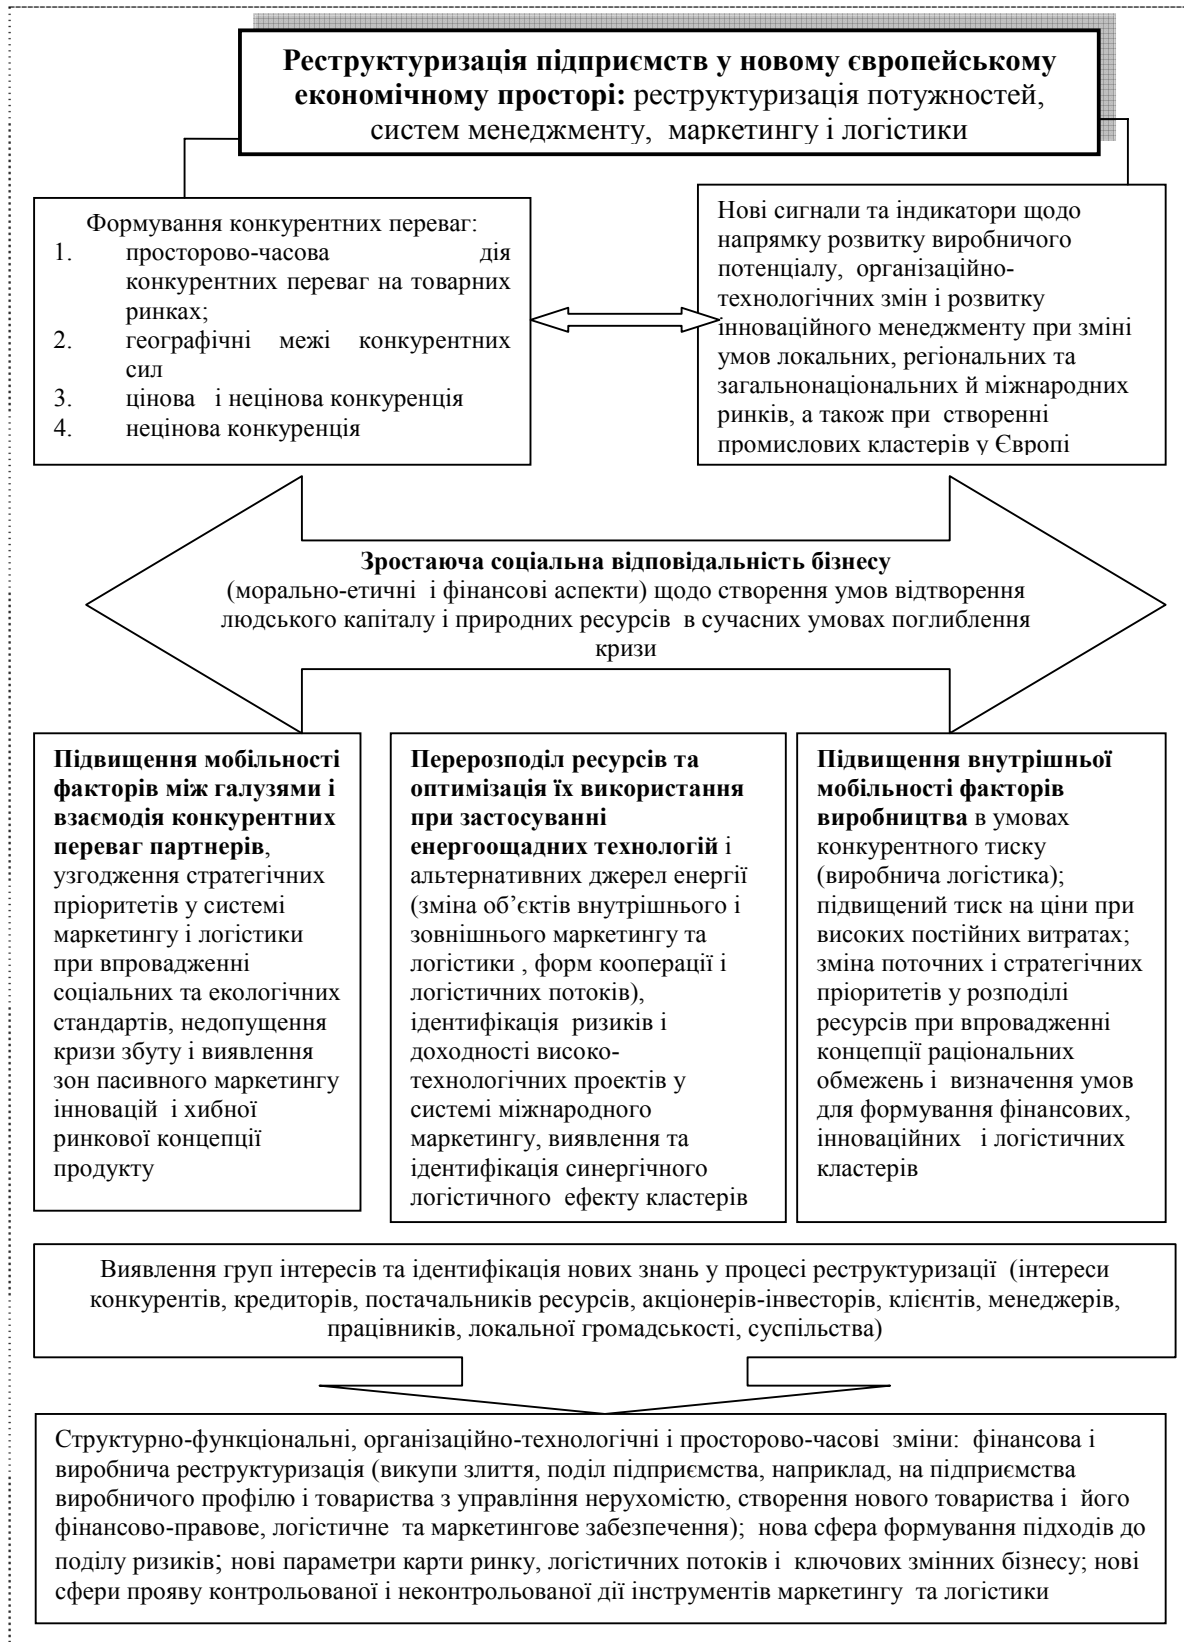 Реструктуризація підприємств у новому європейському
економічному просторі: реструктуризація потужностей,
систем менеджменту, маркетингу і логістики
Формування конкурентних переваг:
1. просторово-часова дія
конкурентних переваг на товарних
ринках;
2. географічні межі конкурентних
сил
3. цінова і нецінова конкуренція
4. нецінова конкуренція
Нові сигнали та індикатори щодо
напрямку розвитку виробничого
потенціалу, організаційно-
технологічних змін і розвитку
інноваційного менеджменту при зміні
умов локальних, регіональних та
загальнонаціональних й міжнародних
ринків, а також при створенні
промислових кластерів у Європі
Зростаюча соціальна відповідальність бізнесу
(морально-етичні і фінансові аспекти) щодо створення умов відтворення
людського капіталу і природних ресурсів в сучасних умовах поглиблення
кризи
Підвищення мобільності
факторів між галузями і
взаємодія конкурентних
переваг партнерів,
узгодження стратегічних
пріоритетів у системі
маркетингу і логістики
при впровадженні
соціальних та екологічних
стандартів, недопущення
кризи збуту і виявлення
зон пасивного маркетингу
інновацій і хибної
ринкової концепції
продукту
Перерозподіл ресурсів та
оптимізація їх використання
при застосуванні
енергоощадних технологій і
альтернативних джерел енергії
(зміна об’єктів внутрішнього і
зовнішнього маркетингу та
логістики , форм кооперації і
логістичних потоків),
ідентифікація ризиків і
доходності високо-
технологічних проектів у
системі міжнародного
маркетингу, виявлення та
ідентифікація синергічного
логістичного ефекту кластерів
Підвищення внутрішньої
мобільності факторів
виробництва в умовах
конкурентного тиску
(виробнича логістика);
підвищений тиск на ціни при
високих постійних витратах;
зміна поточних і стратегічних
пріоритетів у розподілі
ресурсів при впровадженні
концепції раціональних
обмежень і визначення умов
для формування фінансових,
інноваційних і логістичних
кластерів
Виявлення груп інтересів та ідентифікація нових знань у процесі реструктуризації (інтереси
конкурентів, кредиторів, постачальників ресурсів, акціонерів-інвесторів, клієнтів, менеджерів,
працівників, локальної громадськості, суспільства)
Структурно-функціональні, організаційно-технологічні і просторово-часові зміни: фінансова і
виробнича реструктуризація (викупи злиття, поділ підприємства, наприклад, на підприємства
виробничого профілю і товариства з управління нерухомістю, створення нового товариства і його
фінансово-правове, логістичне та маркетингове забезпечення); нова сфера формування підходів до
поділу ризиків; нові параметри карти ринку, логістичних потоків і ключових змінних бізнесу; нові
сфери прояву контрольованої і неконтрольованої дії інструментів маркетингу та логістики